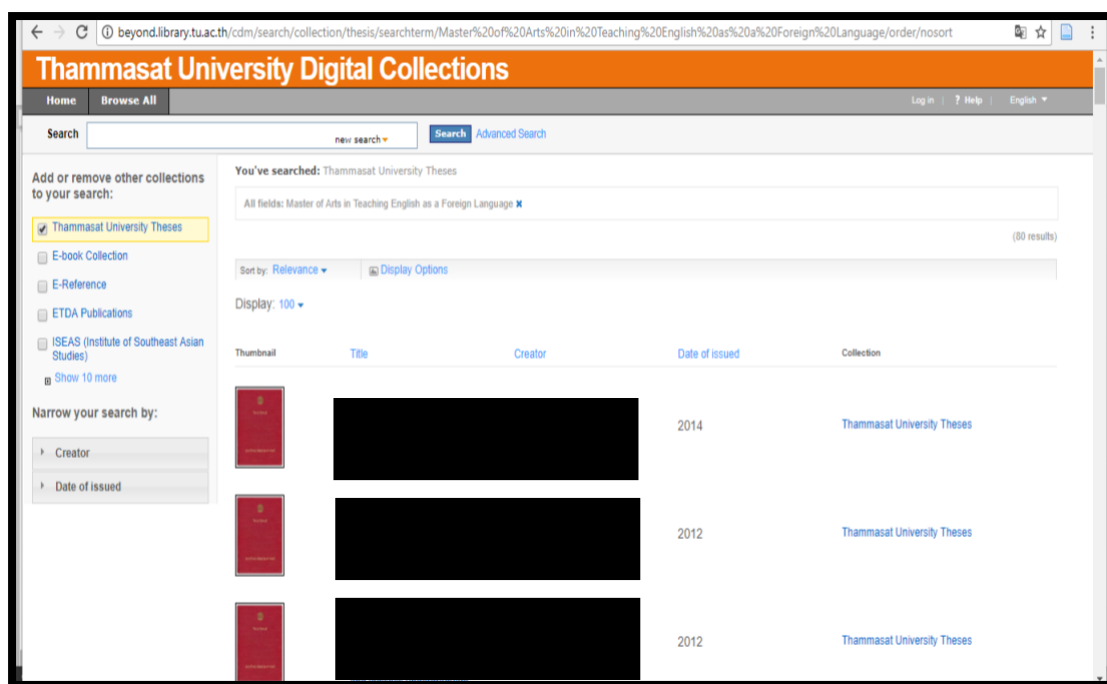 beyond.library.tu.ac.th/cdm/search/collection/thesis/searchterm/Master%20of%20Arts%20in%20Teaching%20English%20as%20a%20Foreign%20Language/order/nosort
Thammasat University Digital Collections
Home Browse All Log in | ? Help | English
Search new search Search Advanced Search
Add or remove other collections
to your search:
Thammasat University Theses
E-book Collection
E-Reference
ETDA Publications
ISEAS (Institute of Southeast Asian
Studies)
Show 10 more
Narrow your search by:
Creator
Date of issued
You've searched: Thammasat University Theses
All fields: Master of Arts in Teaching English as a Foreign Language x
(80 results)
Sort by: Relevance Display Options
Display: 100
Thumbnail Title Creator Date of issued Collection
2014 Thammasat University Theses
2012 Thammasat University Theses
2012 Thammasat University Theses